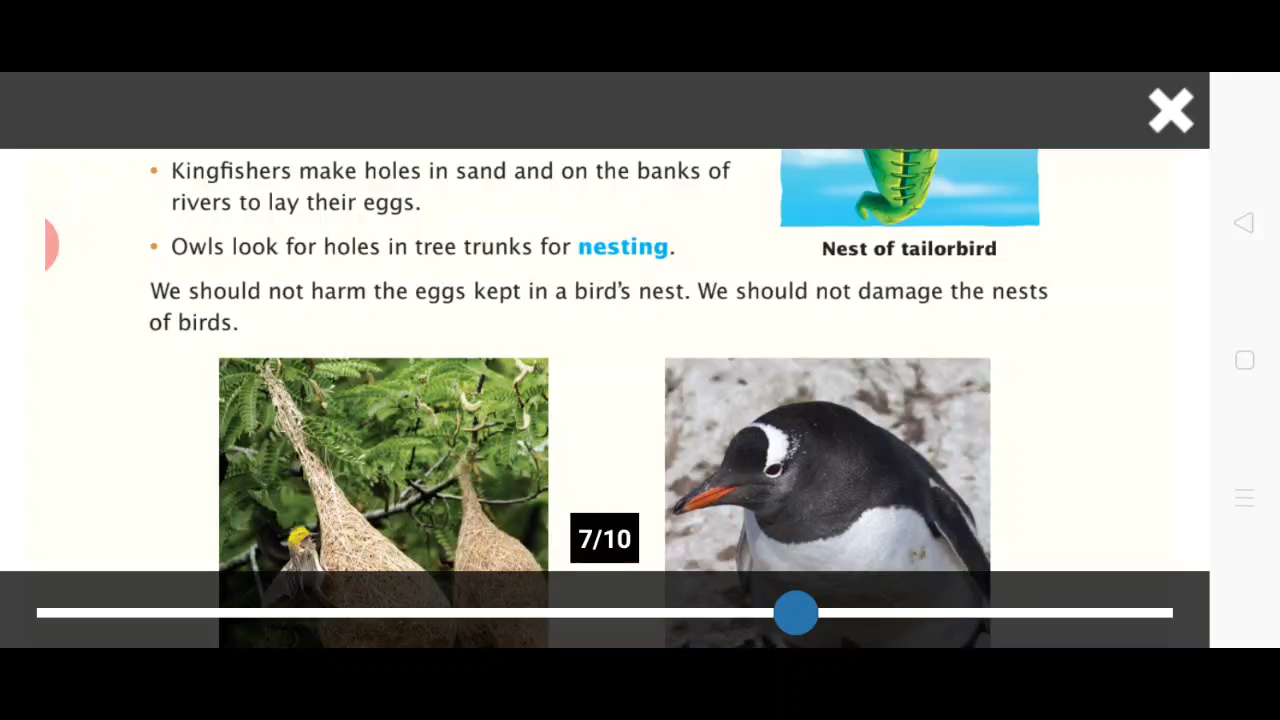 • Kingfishers make holes in sand and on the banks of
rivers to lay their eggs.
• Owls look for holes in tree trunks for nesting.
Nest of tailorbird
We should not harm the eggs kept in a bird’s nest. We should not damage the nests
of birds.
7/10